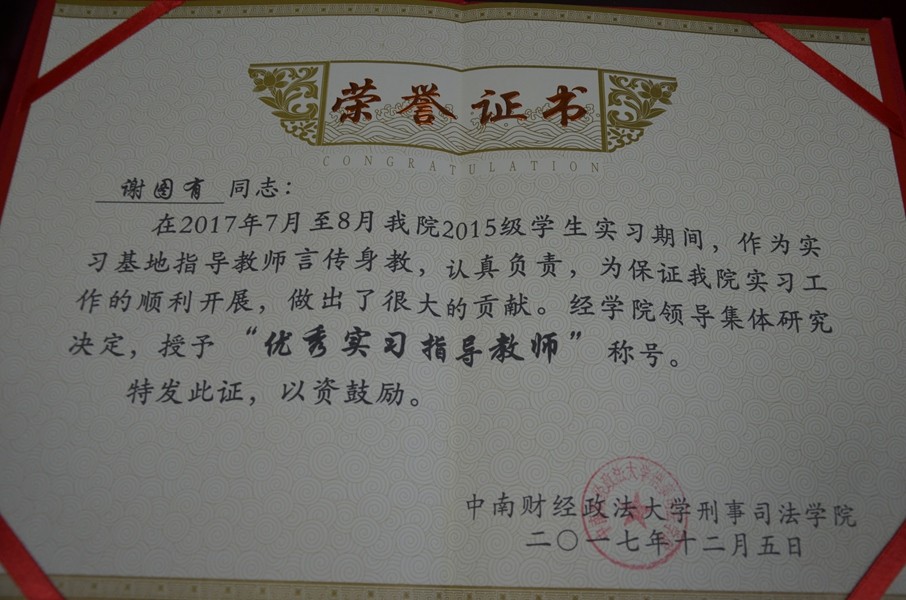 荣誉证书
CONGRATULATION
谢图有 同志：
在2017年7月至8月我院2015级学生实习期间，作为实
习基地指导教师言传身教，认真负责，为保证我院实习工
作的顺利开展，做出了很大的贡献。经学院领导集体研究
决定，授予“优秀实习指导教师”称号。
特发此证，以资鼓励。
中南财经政法大学刑事司法学院
二〇一七年十二月五日